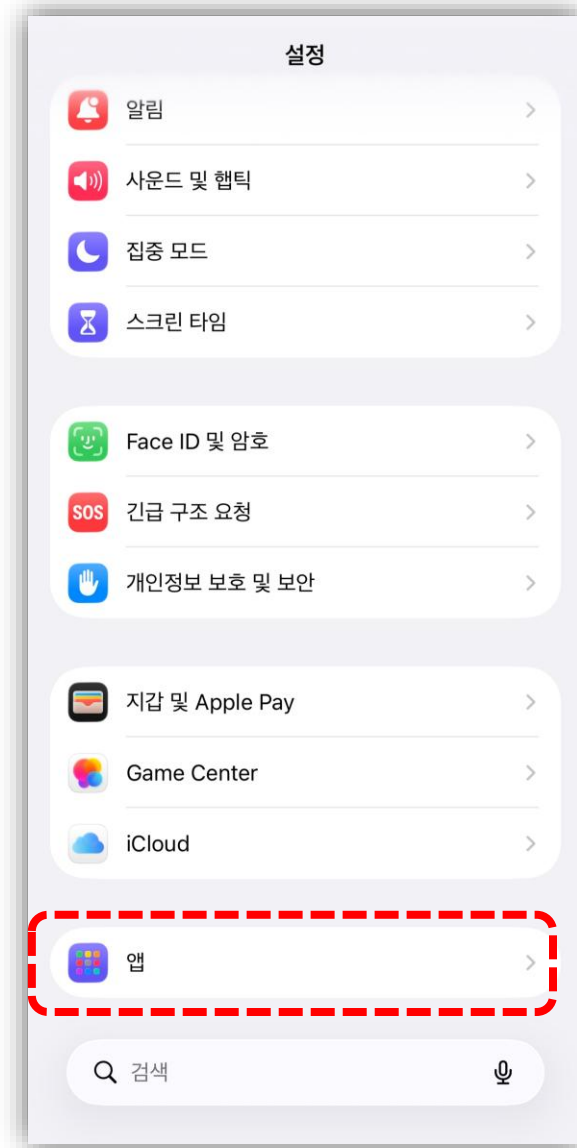 설정
알림
사운드 및 햅틱
집중 모드
스크린 타임
Face ID 및 암호
SOS 긴급 구조 요청
개인정보 보호 및 보안
지갑 및 Apple Pay
Game Center
iCloud
앱
검색